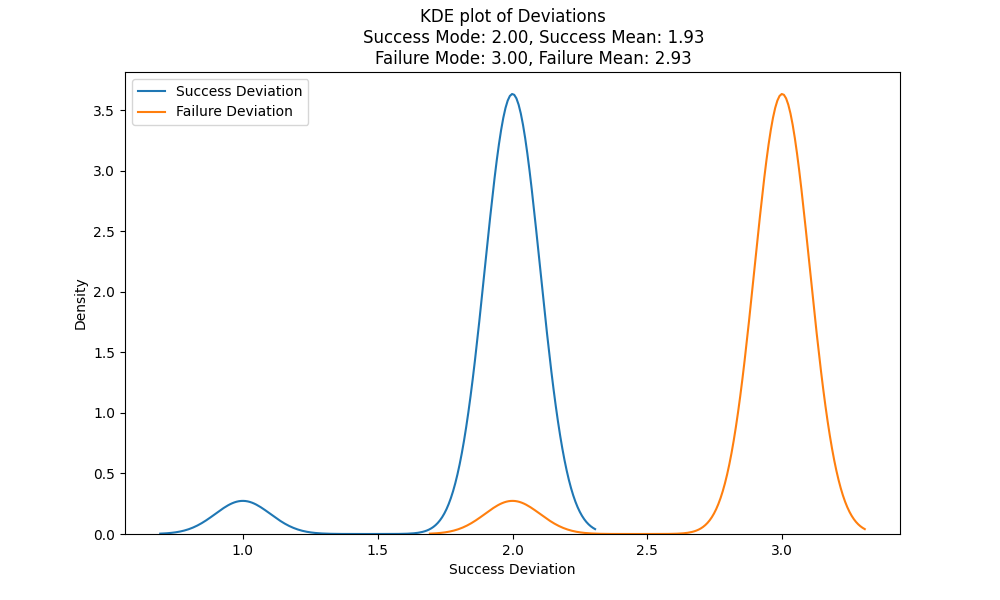 KDE plot of Deviations
Success Mode: 2.00, Success Mean: 1.93
Failure Mode: 3.00, Failure Mean: 2.93
Success Deviation
Failure Deviation
3.5
3.0
2.5
2.0
1.5
1.0
0.5
0.0
Density
1.0 1.5 2.0 2.5 3.0
Success Deviation